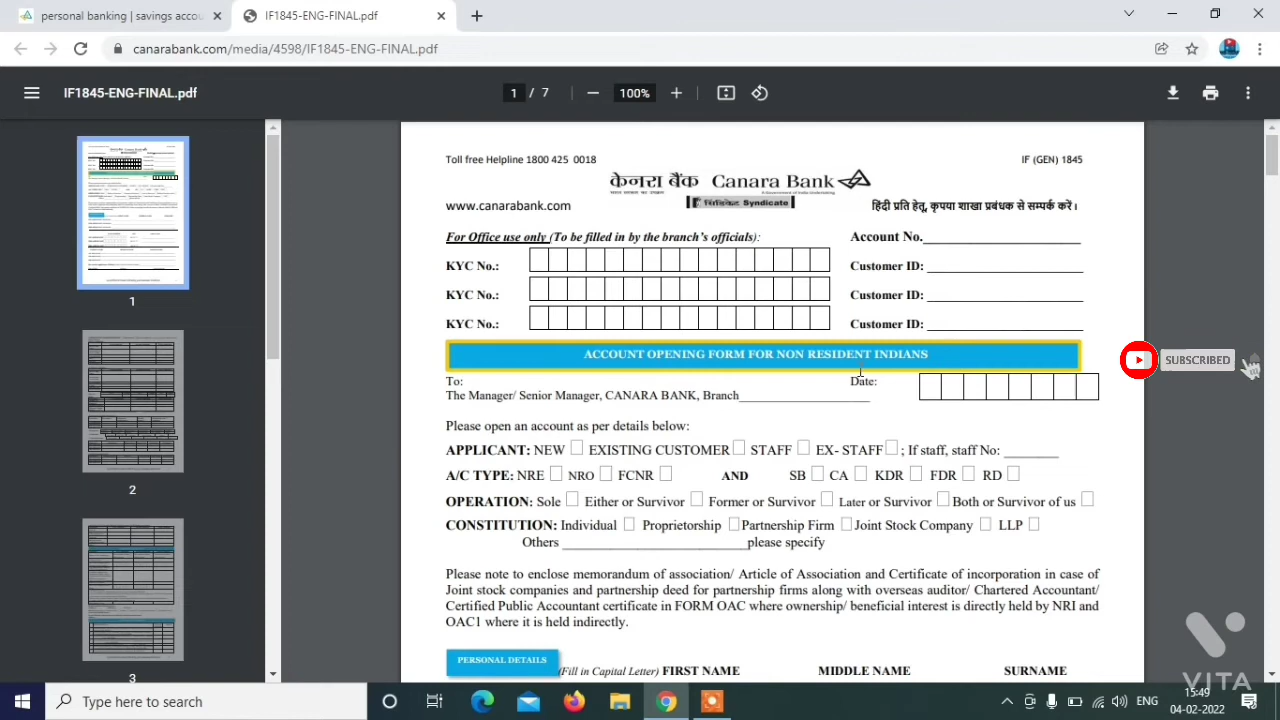 personal banking | savings accou
IF1845-ENG-FINAL.pdf
canarabank.com/media/4598/IF1845-ENG-FINAL.pdf
IF1845-ENG-FINAL.pdf
1 / 7
100%
1
2
3
Toll free Helpline 1800 425 0018
IF (GEN) 1845
केनरा बैंक Canara Bank
A Government of India Undertaking
Syndicate
www.canarabank.com
हिंदी प्रति हेतू, कृपया शाखा प्रबंधक से सम्पर्क करें।
For Office use only (To be filled in by the branch's officials):
Account No.
KYC No.:
Customer ID:
KYC No.:
Customer ID:
KYC No.:
Customer ID:
ACCOUNT OPENING FORM FOR NON RESIDENT INDIANS
SUBSCRIBED
To:
Date:
The Manager/ Senior Manager, CANARA BANK, Branch
Please open an account as per details below:
APPLICANT: NEW EXISTING CUSTOMER STAFF EX- STAFF ; If staff, staff No:
A/C TYPE: NRE NRO FCNR AND SB CA KDR FDR RD
OPERATION: Sole Either or Survivor Former or Survivor Later or Survivor Both or Survivor of us
CONSTITUTION: Individual Proprietorship Partnership Firm Joint Stock Company LLP
Others please specify
Please note to enclose memorandum of association/ Article of Association and Certificate of incorporation in case of
Joint stock companies and partnership deed for partnership firms along with overseas auditor/ Chartered Accountant/
Certified Public Accountant certificate in FORM OAC where ownership/ beneficial interest is directly held by NRI and
OAC1 where it is held indirectly.
PERSONAL DETAILS
(Fill in Capital Letter) FIRST NAME MIDDLE NAME SURNAME
VITA
Type here to search
ENG
15:49
04-02-2022